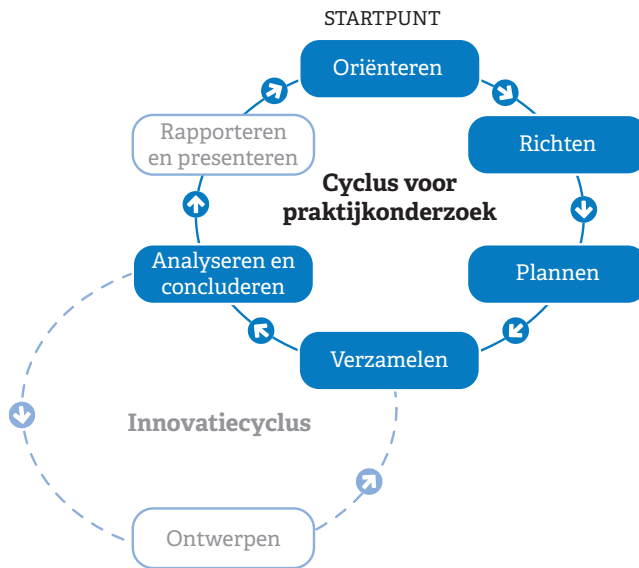 STARTPUNT
Oriënteren
Rapporteren
en presenteren
Richten
Cyclus voor
praktijkonderzoek
Analyseren en
concluderen
Plannen
Verzamelen
Innovatiecyclus
Ontwerpen